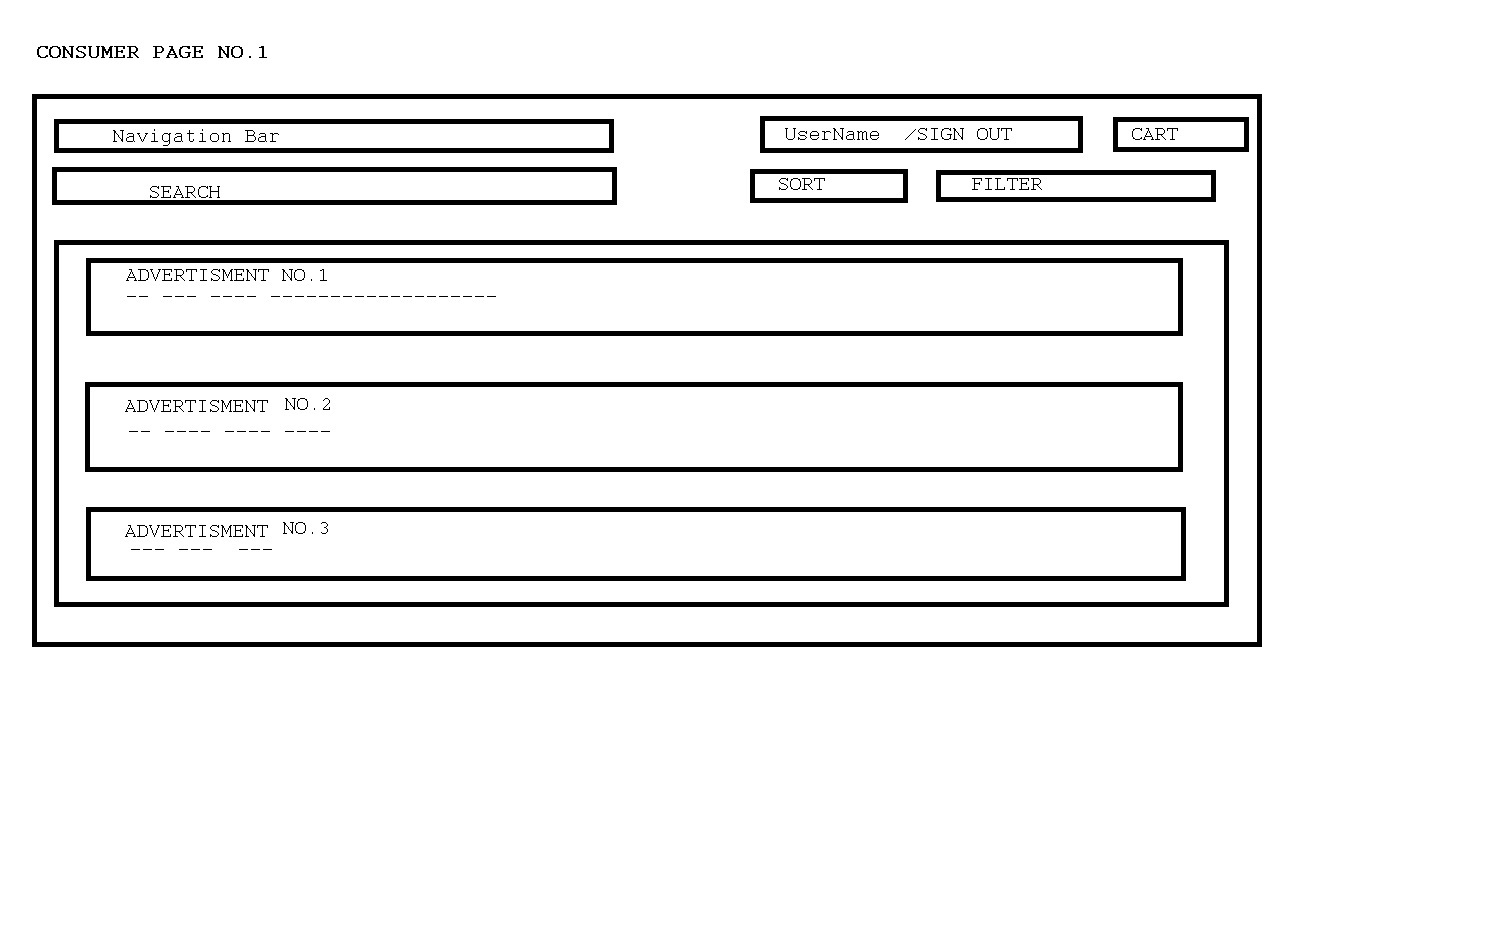 CONSUMER PAGE NO.1
Navigation Bar
UserName /SIGN OUT
CART
SEARCH
SORT
FILTER
ADVERTISMENT NO.1
-- --- ---- -------------------
ADVERTISMENT NO.2
-- ---- ---- ----
ADVERTISMENT NO.3
--- --- ---